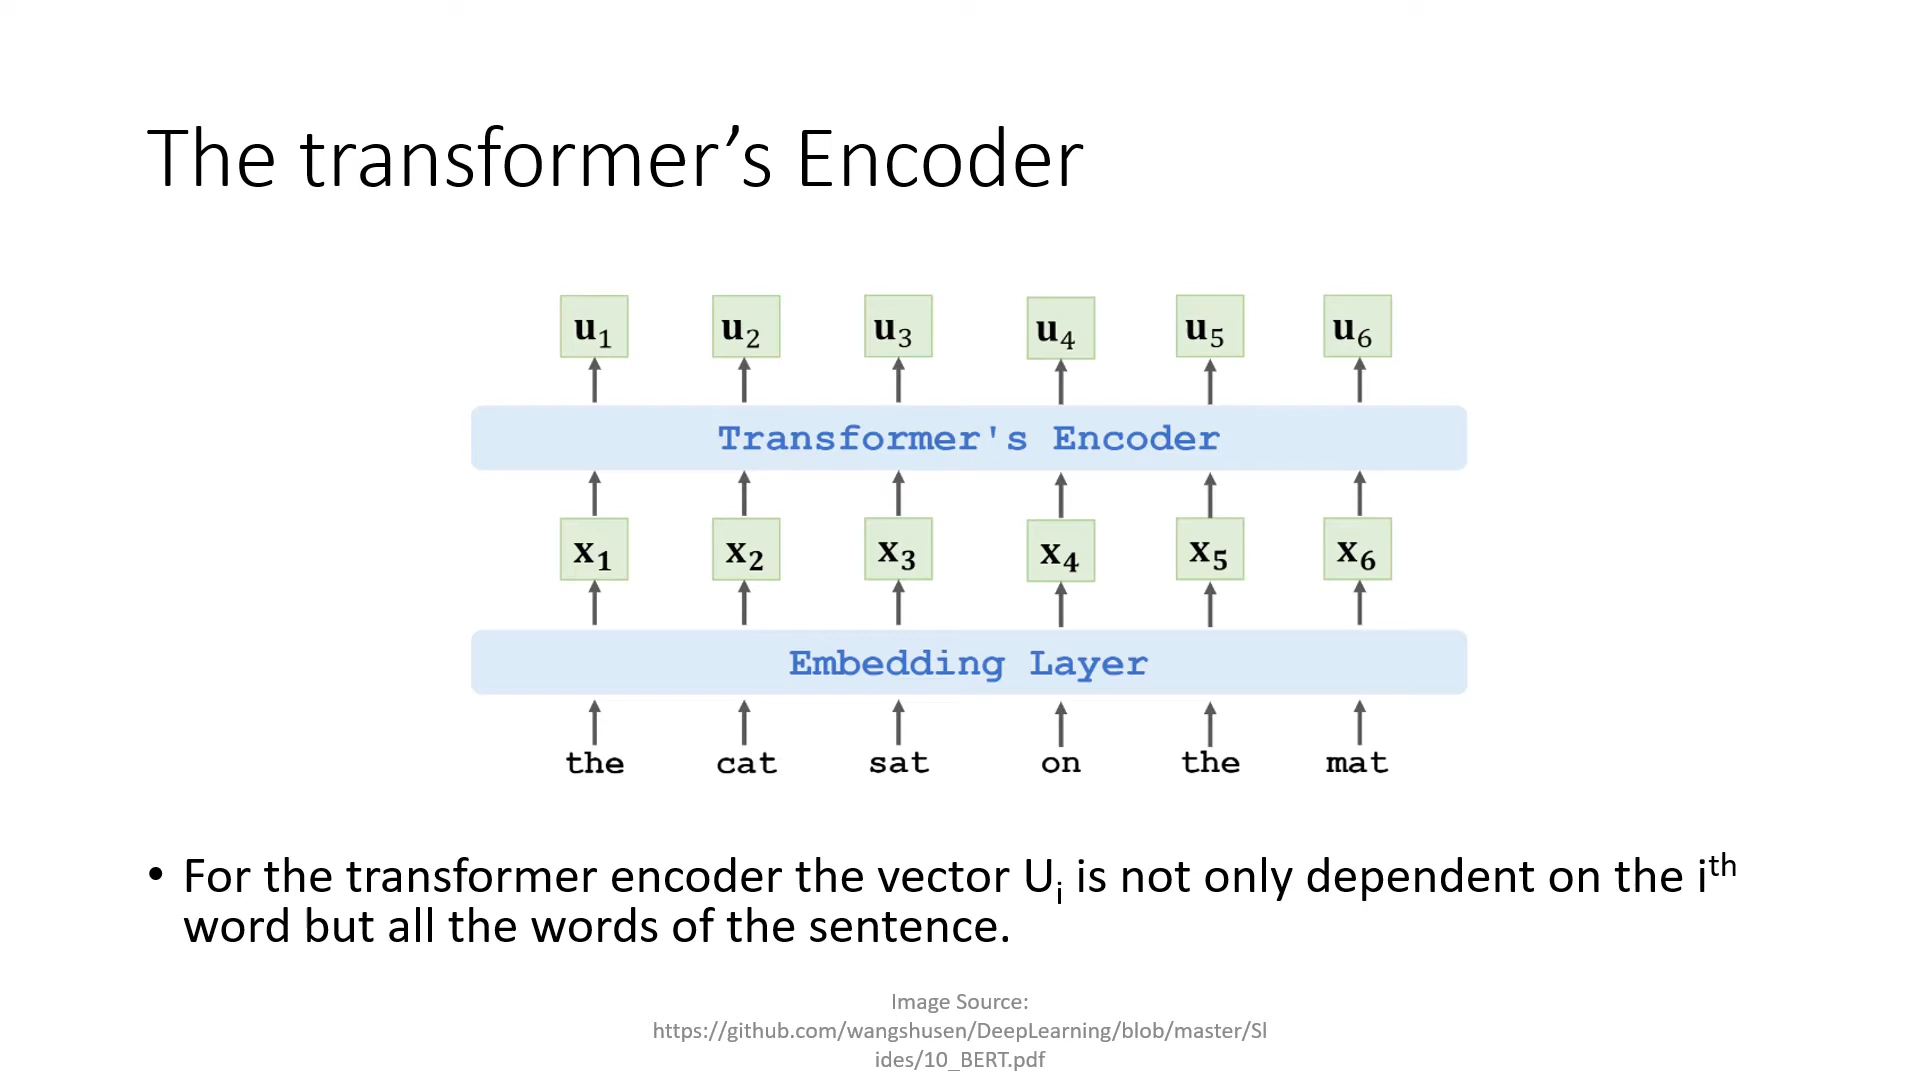 The transformer’s Encoder
u₁ u₂ u₃ u₄ u₅ u₆
Transformer's Encoder
x₁ x₂ x₃ x₄ x₅ x₆
Embedding Layer
the cat sat on the mat
• For the transformer encoder the vector Uᵢ is not only dependent on the iᵗʰ
word but all the words of the sentence.
Image Source:
https://github.com/wangshusen/DeepLearning/blob/master/Sl
ides/10_BERT.pdf